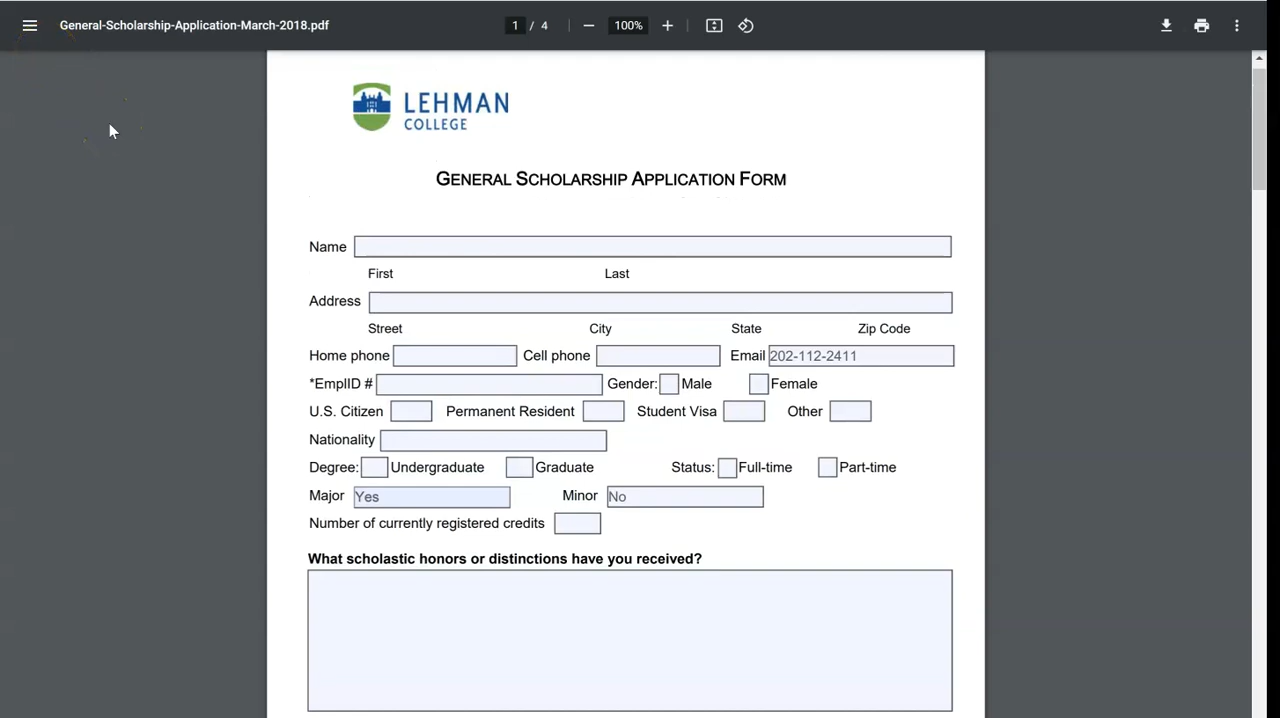 General-Scholarship-Application-March-2018.pdf 1 / 4 100%
LEHMAN
COLLEGE
GENERAL SCHOLARSHIP APPLICATION FORM
Name
First Last
Address
Street City State Zip Code
Home phone Cell phone Email 202-112-2411
*EmplID # Gender: Male Female
U.S. Citizen Permanent Resident Student Visa Other
Nationality
Degree: Undergraduate Graduate Status: Full-time Part-time
Major Yes Minor No
Number of currently registered credits
What scholastic honors or distinctions have you received?